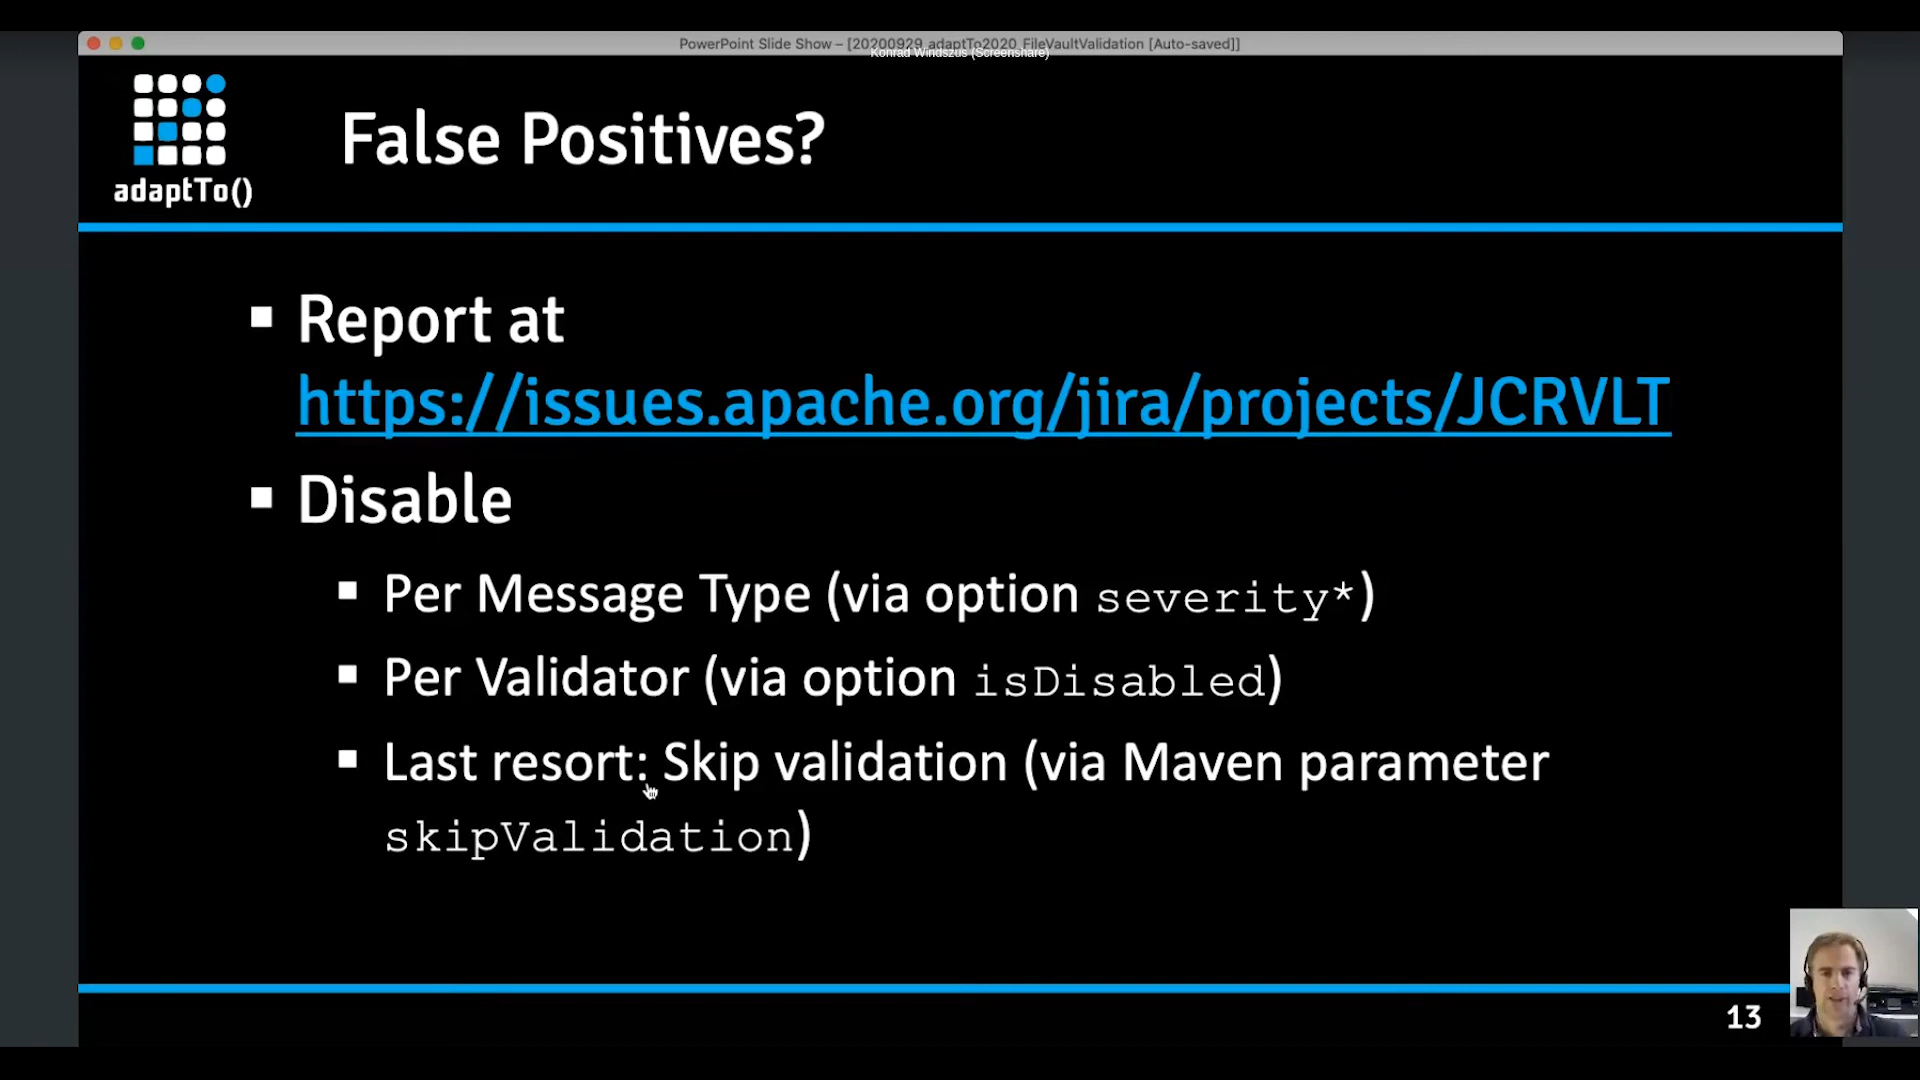 PowerPoint Slide Show – [20200929_adaptTo2020_FileVaultValidation [Auto-saved]]
Konrad Windszus (Screenshare)
adaptTo()
False Positives?
Report at
https://issues.apache.org/jira/projects/JCRVLT
Disable
Per Message Type (via option severity*)
Per Validator (via option isDisabled)
Last resort: Skip validation (via Maven parameter
skipValidation)
13